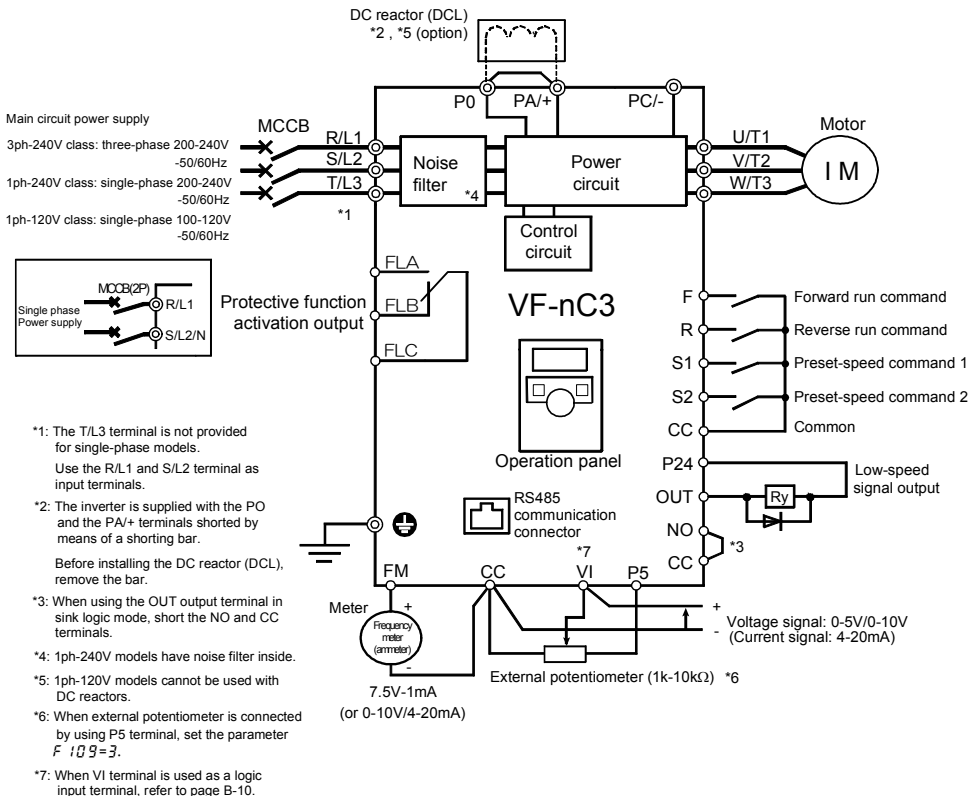 DC reactor (DCL)
*2 , *5 (option)
P0
PA/+
PC/-
Main circuit power supply
3ph-240V class: three-phase 200-240V
-50/60Hz
1ph-240V class: single-phase 200-240V
-50/60Hz
1ph-120V class: single-phase 100-120V
-50/60Hz
MCCB
R/L1
S/L2
T/L3
*1
Noise
filter
*4
Power
circuit
Control
circuit
U/T1
V/T2
W/T3
Motor
I M
MCCB(2P)
Single phase
Power supply
R/L1
S/L2/N
Protective function
activation output
FLA
FLB
FLC
VF-nC3
Operation panel
RS485
communication
connector
F
Forward run command
R
Reverse run command
S1
Preset-speed command 1
S2
Preset-speed command 2
CC
Common
P24
OUT
Ry
Low-speed
signal output
NO
CC
*3
FM
CC
*7
VI
P5
Meter
+
Frequency
meter
(ammeter)
-
7.5V-1mA
(or 0-10V/4-20mA)
+
-
Voltage signal: 0-5V/0-10V
(Current signal: 4-20mA)
External potentiometer (1k-10kΩ) *6
*1: The T/L3 terminal is not provided
for single-phase models.
Use the R/L1 and S/L2 terminal as
input terminals.
*2: The inverter is supplied with the PO
and the PA/+ terminals shorted by
means of a shorting bar.
Before installing the DC reactor (DCL),
remove the bar.
*3: When using the OUT output terminal in
sink logic mode, short the NO and CC
terminals.
*4: 1ph-240V models have noise filter inside.
*5: 1ph-120V models cannot be used with
DC reactors.
*6: When external potentiometer is connected
by using P5 terminal, set the parameter
F109=3.
*7: When VI terminal is used as a logic
input terminal, refer to page B-10.